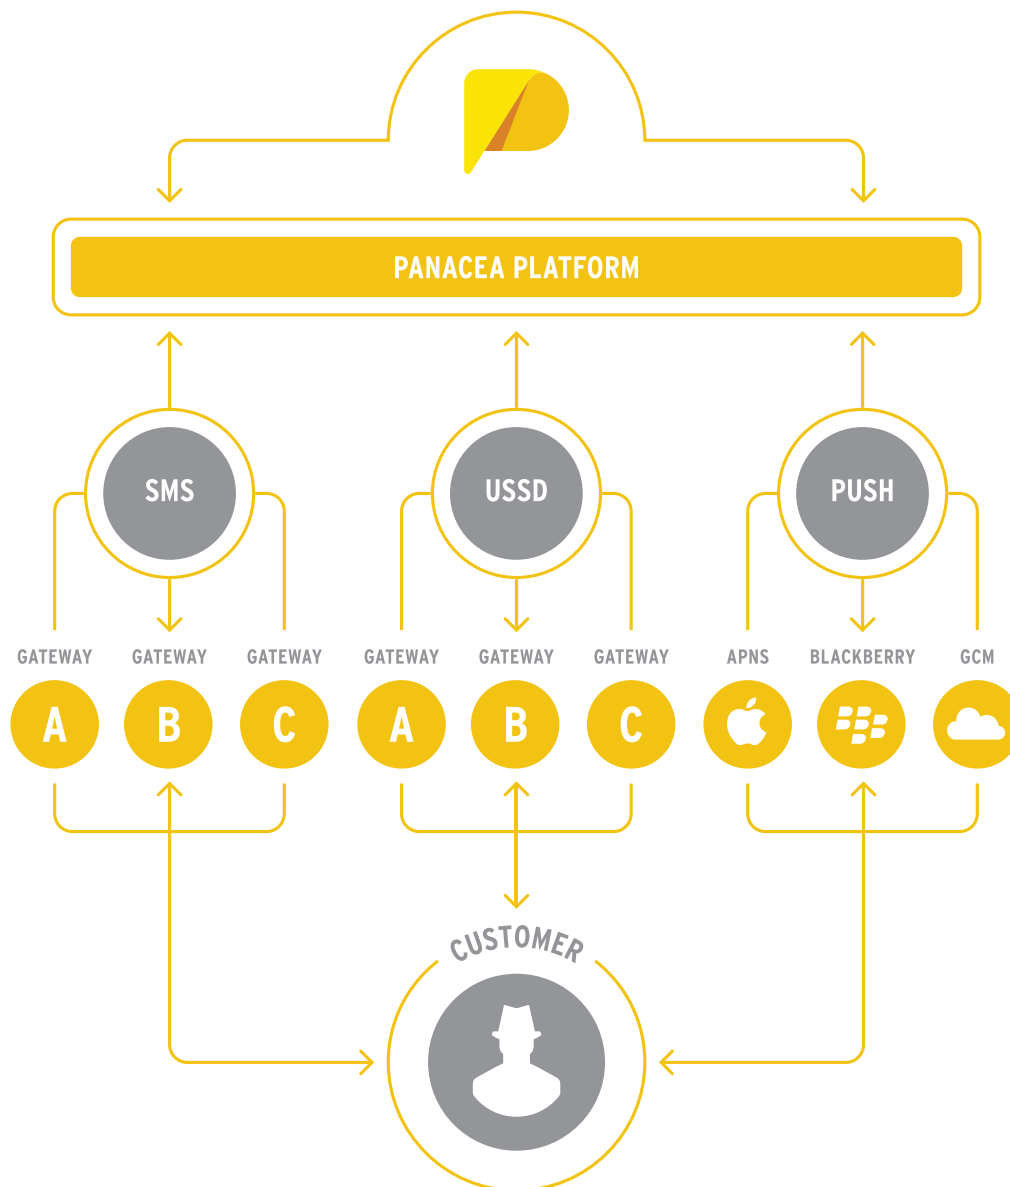 PANACEA PLATFORM
SMS USSD PUSH
GATEWAY GATEWAY GATEWAY GATEWAY GATEWAY GATEWAY APNS BLACKBERRY GCM
A B C A B C
CUSTOMER